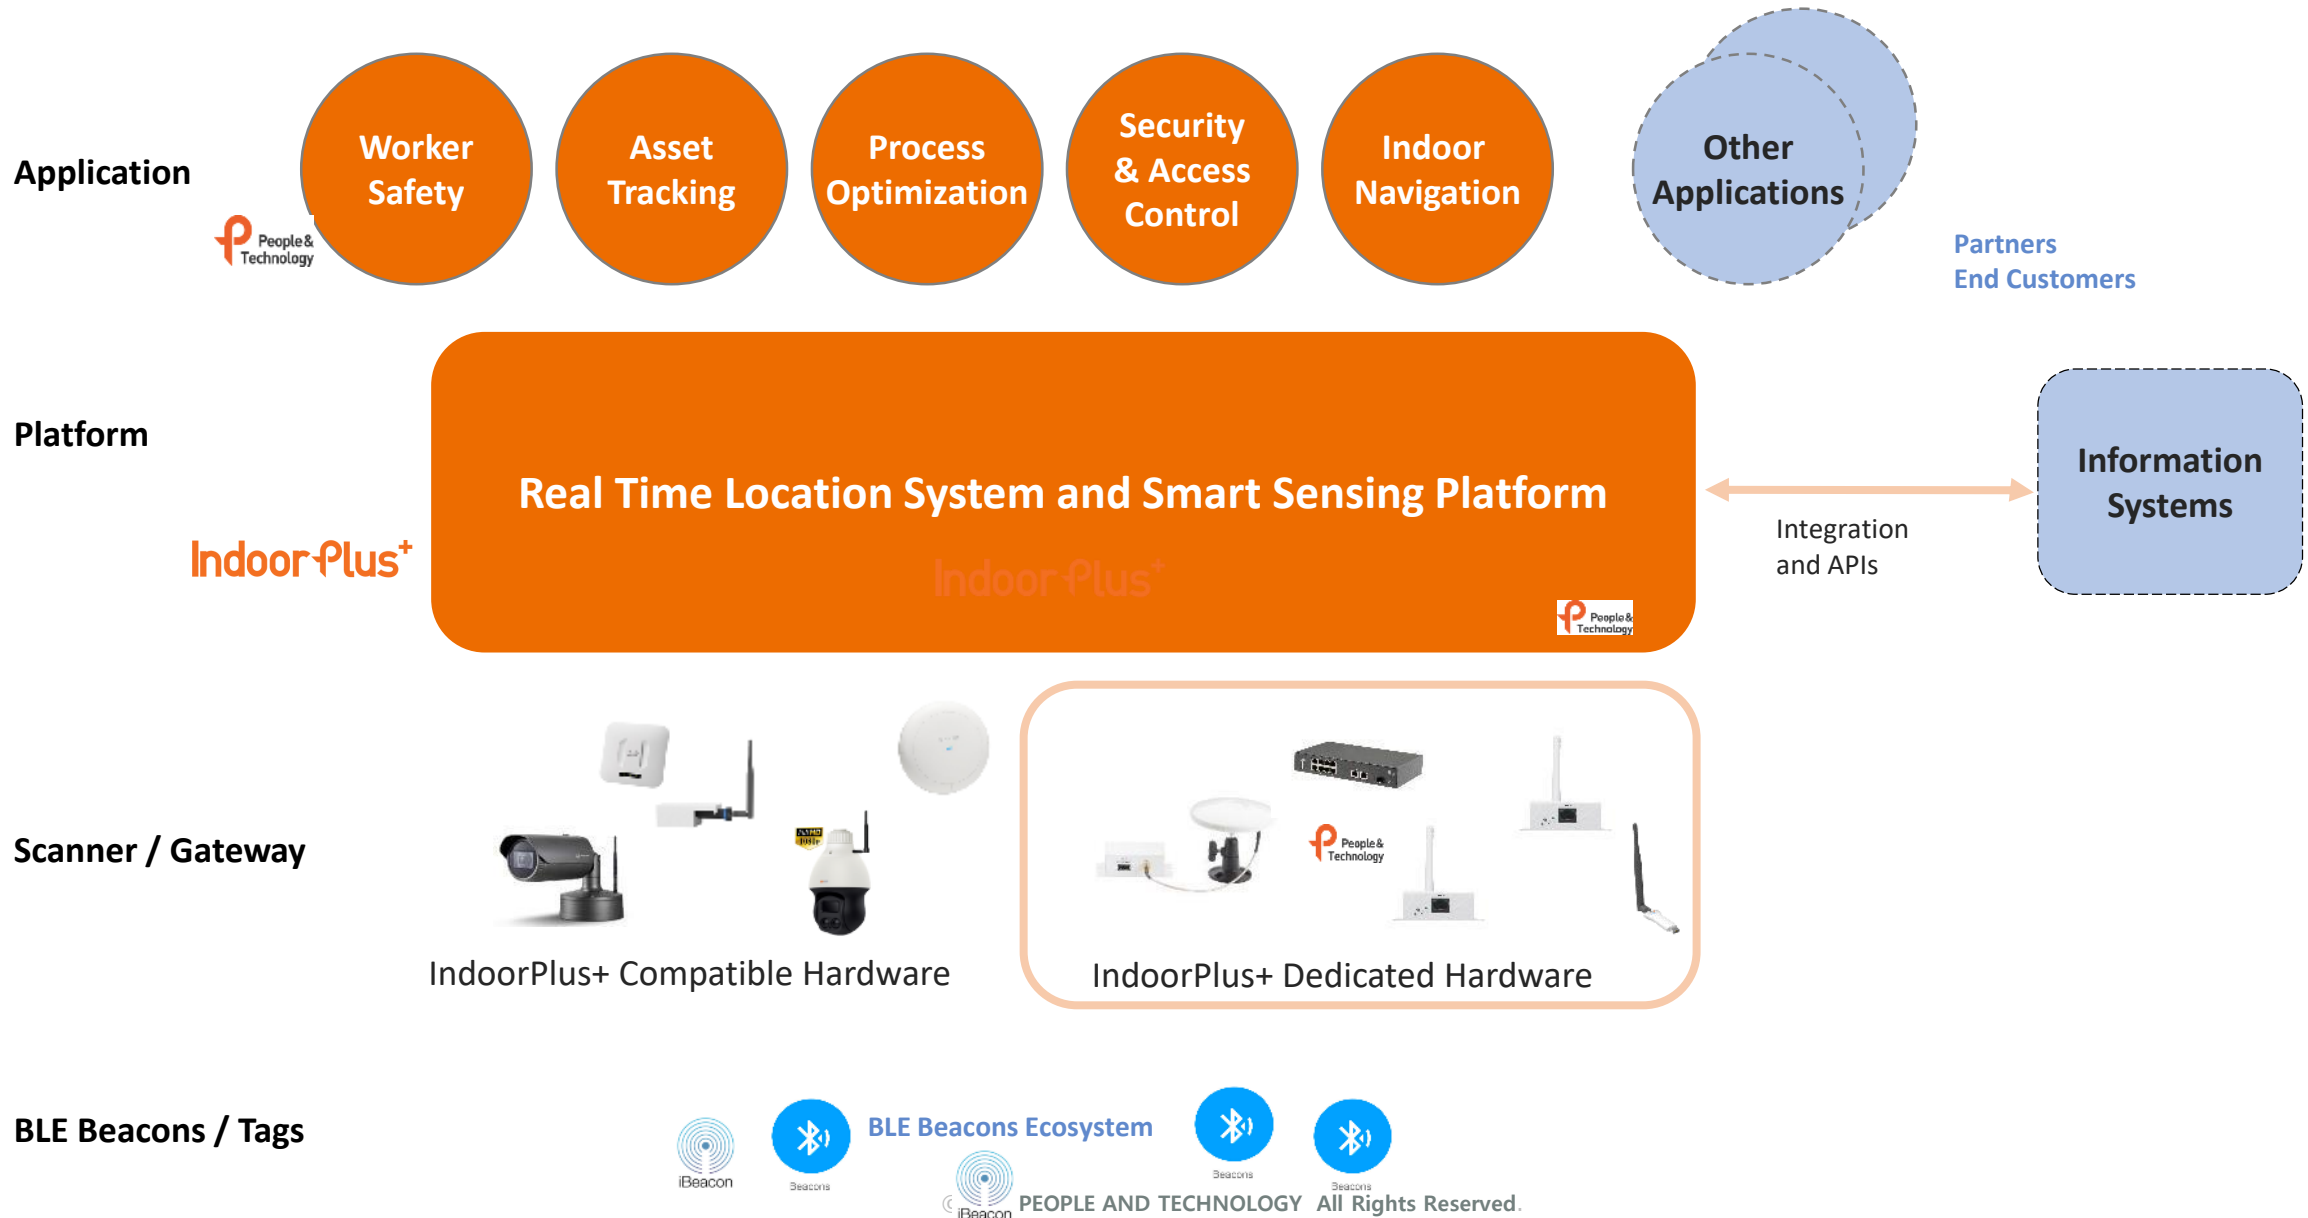 Application
Worker
Safety
Asset
Tracking
Process
Optimization
Security
& Access
Control
Indoor
Navigation
Other
Applications
People &
Technology
Partners
End Customers
Platform
Real Time Location System and Smart Sensing Platform
IndoorPlus+
IndoorPlus+
People &
Technology
Integration
and APIs
Information
Systems
Scanner / Gateway
1080P
People &
Technology
IndoorPlus+ Compatible Hardware
IndoorPlus+ Dedicated Hardware
BLE Beacons / Tags
iBeacon
Beacons
BLE Beacons Ecosystem
iBeacon
Beacons
Beacons
© PEOPLE AND TECHNOLOGY All Rights Reserved.